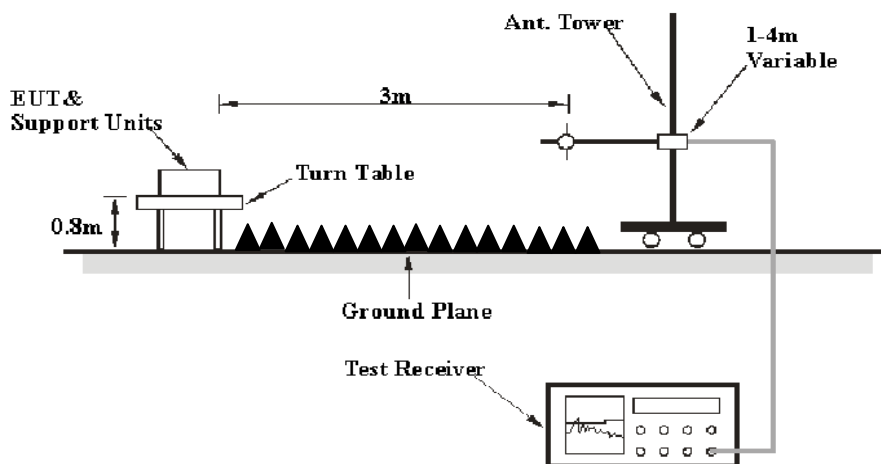 Ant. Tower
1-4m
Variable
3m
EUT&
Support Units
Turn Table
0.8m
Ground Plane
Test Receiver